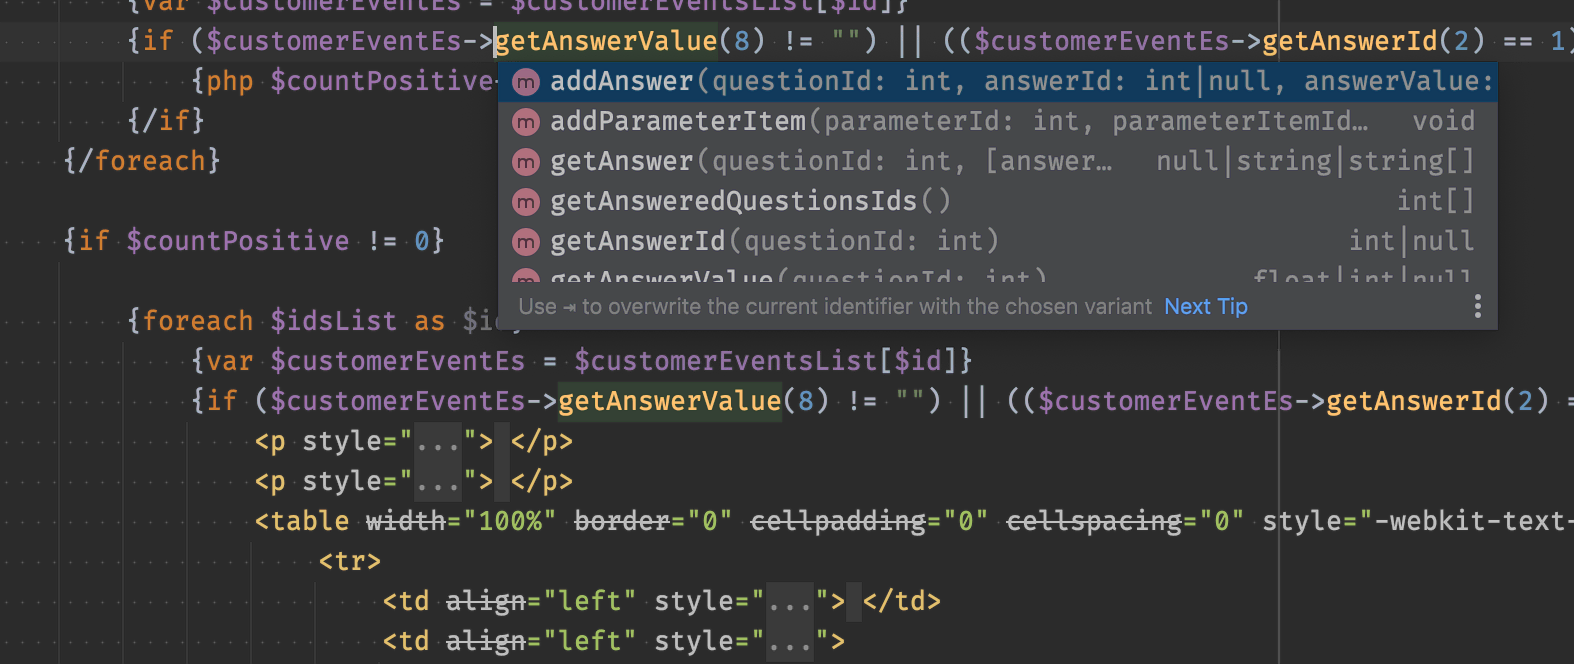 {var $customerEventEs = $customerEventsList[$id]}
{if ($customerEventEs->getAnswerValue(8) != "") || (($customerEventEs->getAnswerId(2) == 1)
{php $countPositive
addAnswer(questionId: int, answerId: int|null, answerValue:
{/if}
addParameterItem(parameterId: int, parameterItemId… void
{/foreach}
getAnswer(questionId: int, [answer… null|string|string[]
getAnsweredQuestionsIds() int[]
{if $countPositive != 0}
getAnswerId(questionId: int) int|null
getAnswerValue(questionId: int) float|int|null
Use ⇥ to overwrite the current identifier with the chosen variant Next Tip
{foreach $idsList as $id}
{var $customerEventEs = $customerEventsList[$id]}
{if ($customerEventEs->getAnswerValue(8) != "") || (($customerEventEs->getAnswerId(2) =
<p style="..."> </p>
<p style="..."> </p>
<table width="100%" border="0" cellpadding="0" cellspacing="0" style="-webkit-text-
<tr>
<td align="left" style="..."> </td>
<td align="left" style="...">